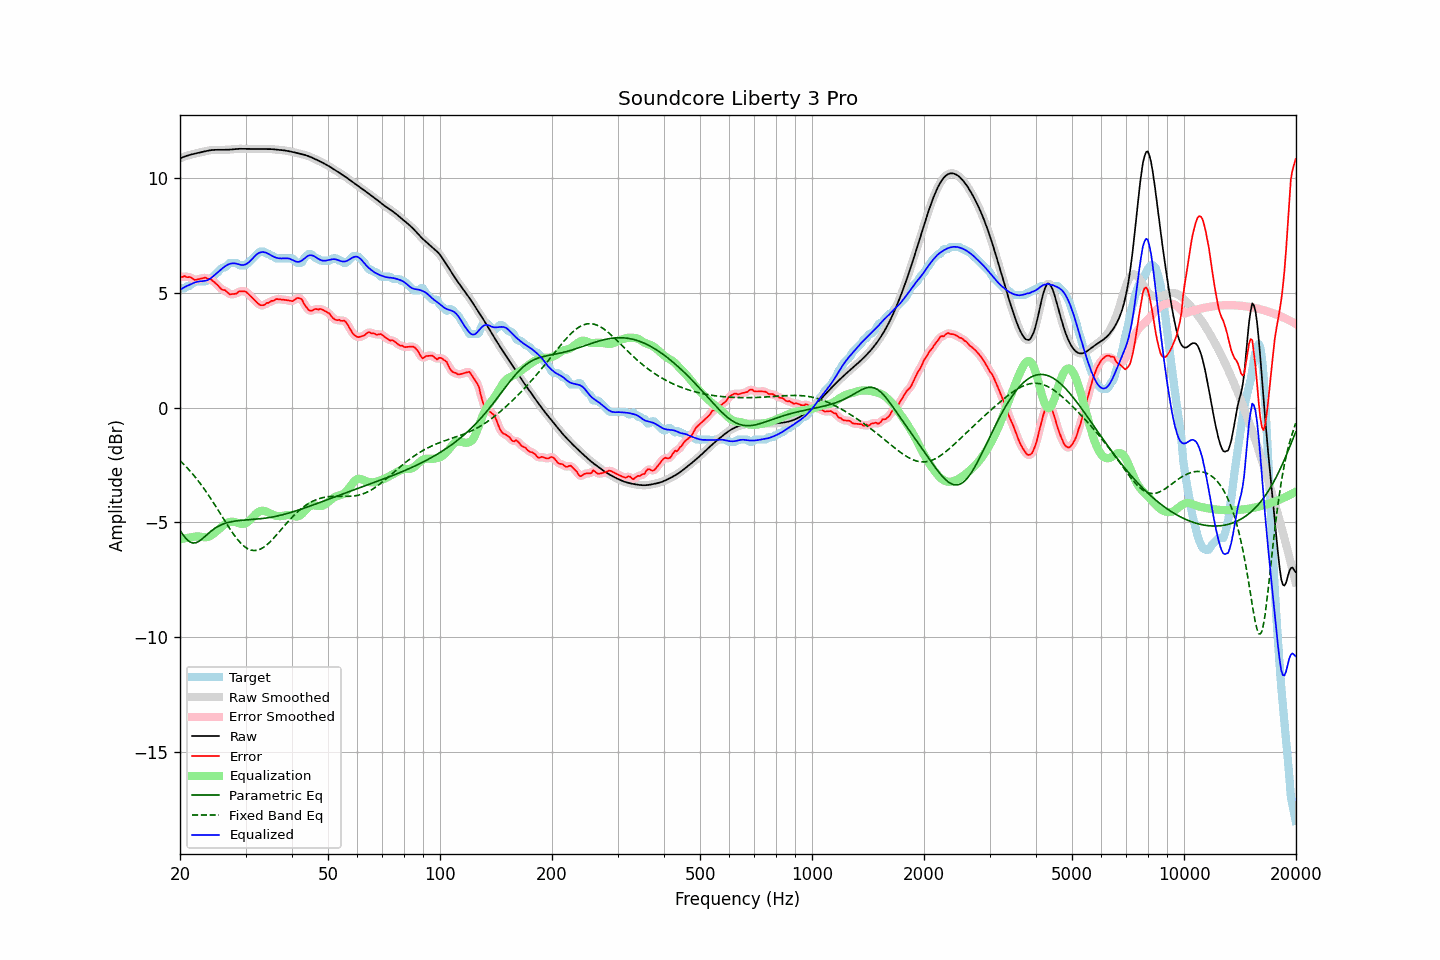 Soundcore Liberty 3 Pro
Amplitude (dBr)
10
5
0
−5
−10
−15
Target
Raw Smoothed
Error Smoothed
Raw
Error
Equalization
Parametric Eq
Fixed Band Eq
Equalized
20 50 100 200 500 1000 2000 5000 10000 20000
Frequency (Hz)